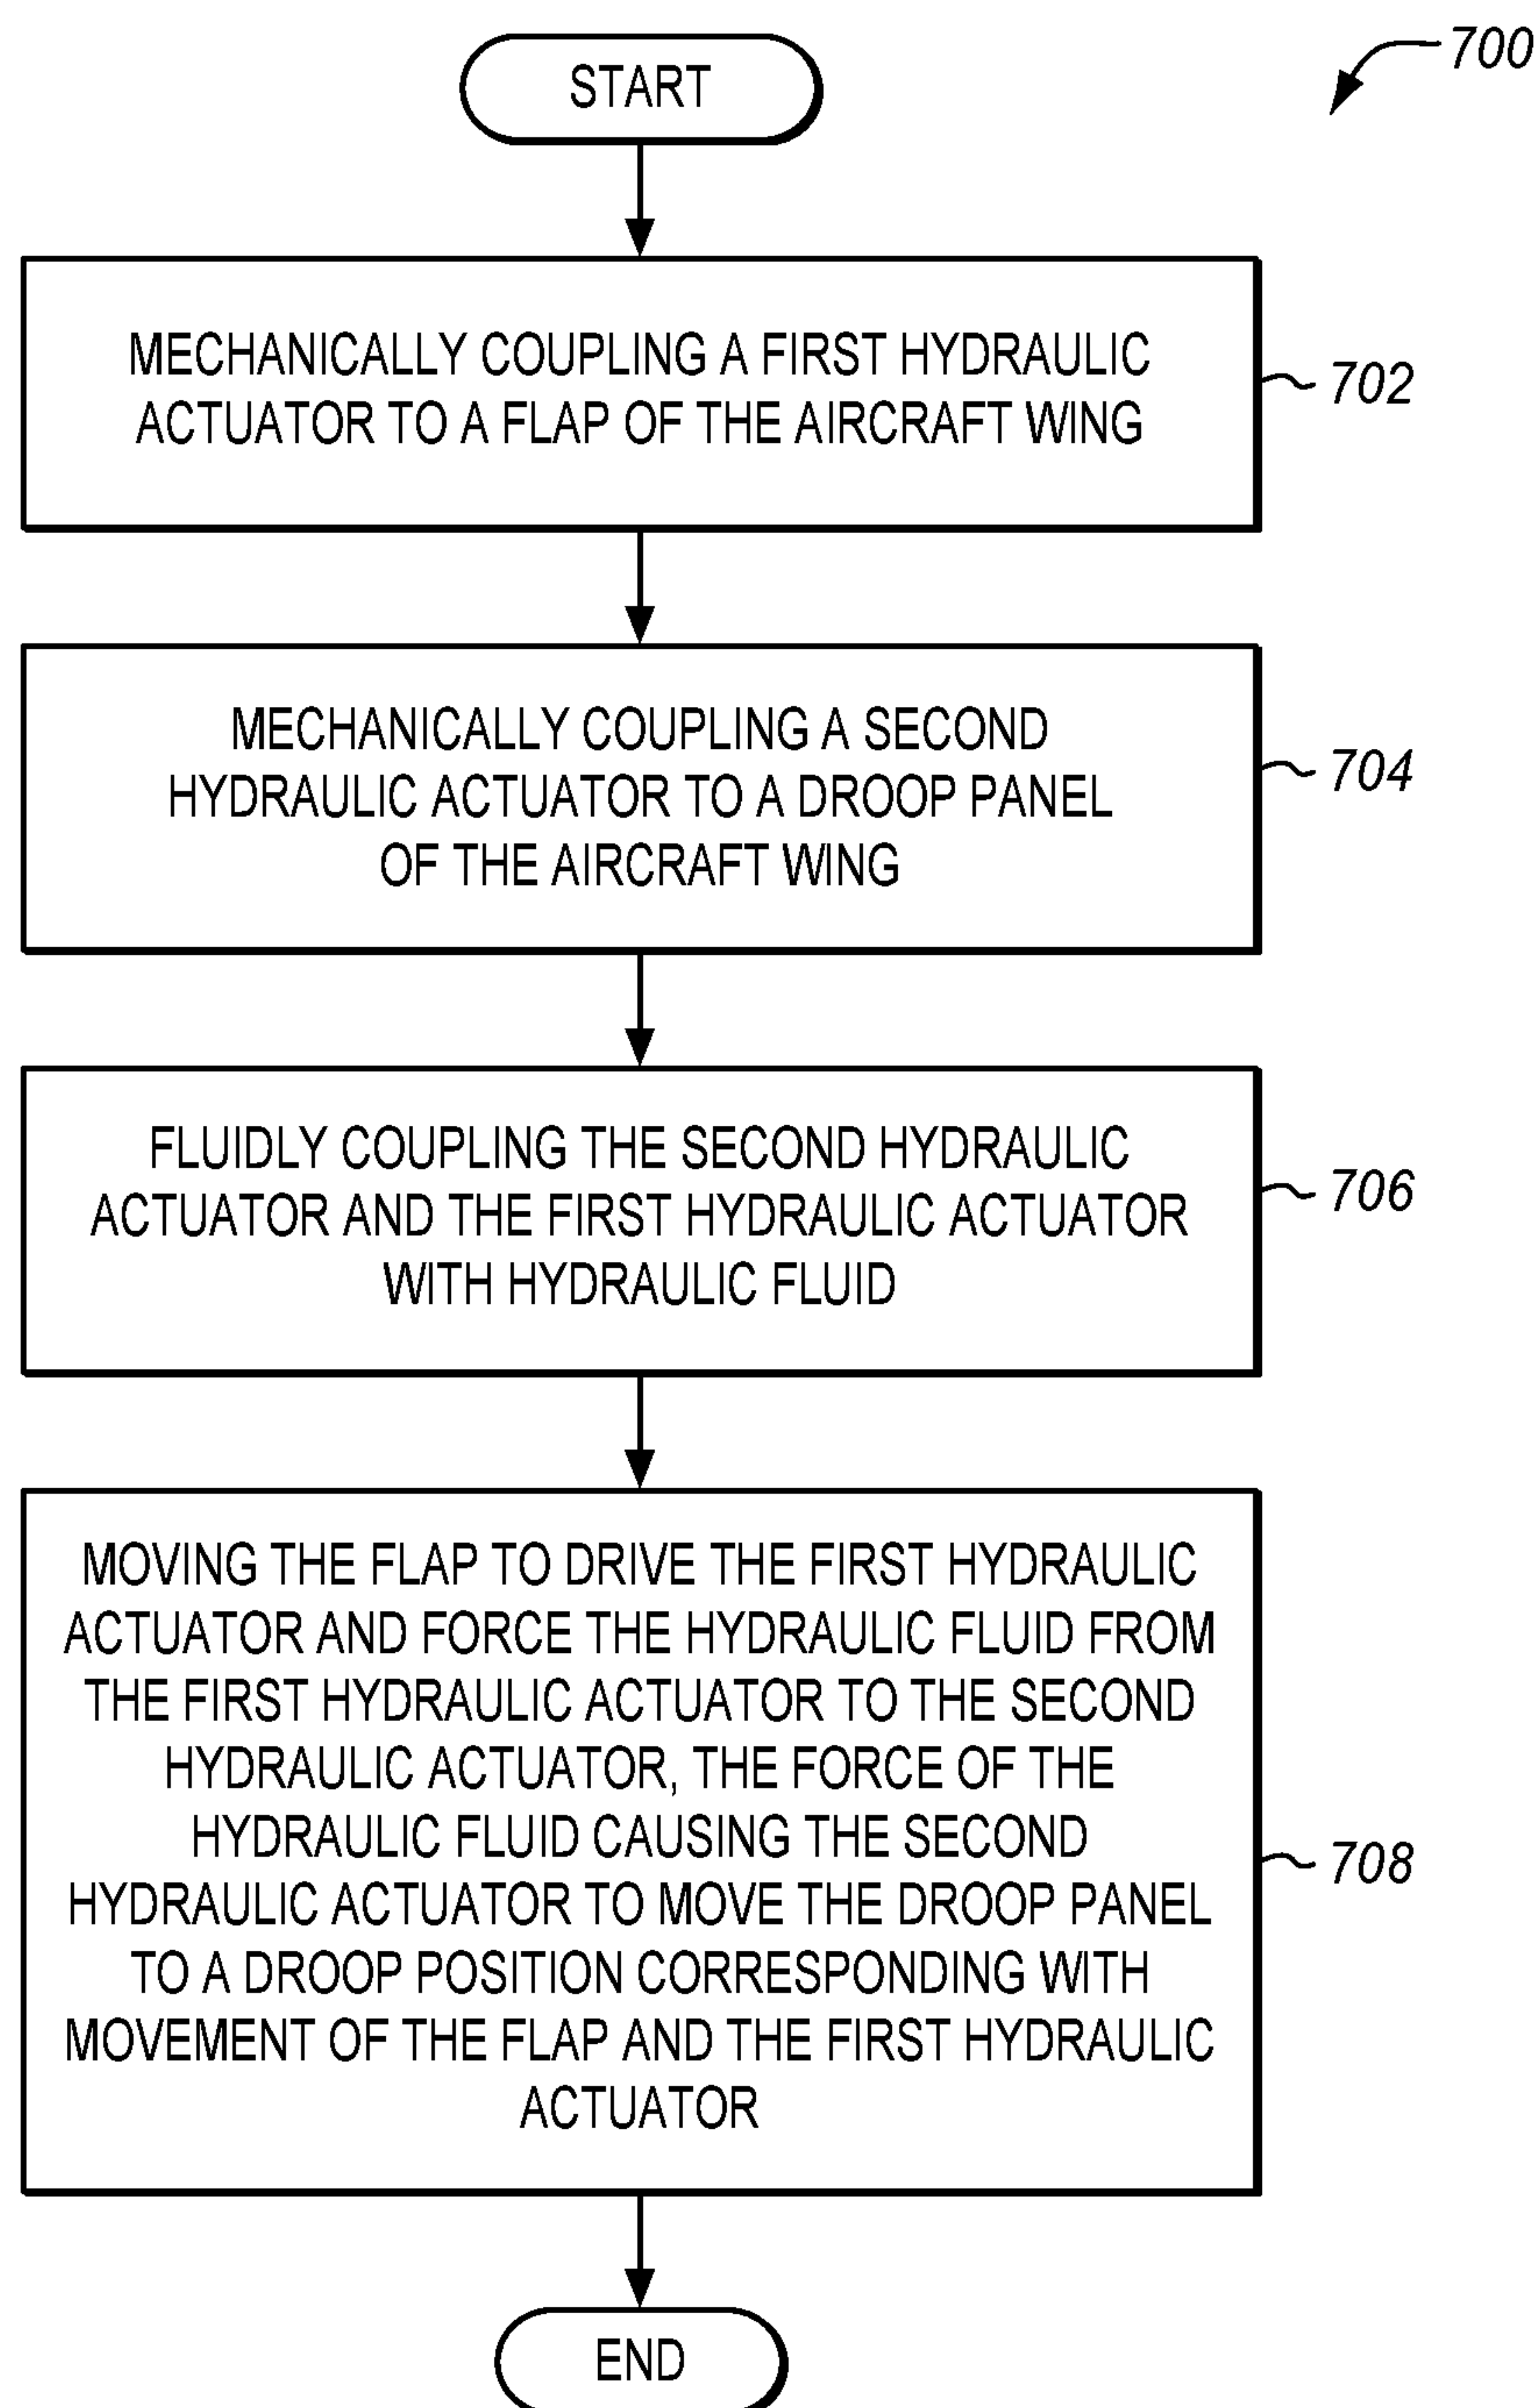 700
START
MECHANICALLY COUPLING A FIRST HYDRAULIC
ACTUATOR TO A FLAP OF THE AIRCRAFT WING
702
MECHANICALLY COUPLING A SECOND
HYDRAULIC ACTUATOR TO A DROOP PANEL
OF THE AIRCRAFT WING
704
FLUIDLY COUPLING THE SECOND HYDRAULIC
ACTUATOR AND THE FIRST HYDRAULIC ACTUATOR
WITH HYDRAULIC FLUID
706
MOVING THE FLAP TO DRIVE THE FIRST HYDRAULIC
ACTUATOR AND FORCE THE HYDRAULIC FLUID FROM
THE FIRST HYDRAULIC ACTUATOR TO THE SECOND
HYDRAULIC ACTUATOR, THE FORCE OF THE
HYDRAULIC FLUID CAUSING THE SECOND
HYDRAULIC ACTUATOR TO MOVE THE DROOP PANEL
TO A DROOP POSITION CORRESPONDING WITH
MOVEMENT OF THE FLAP AND THE FIRST HYDRAULIC
ACTUATOR
708
END